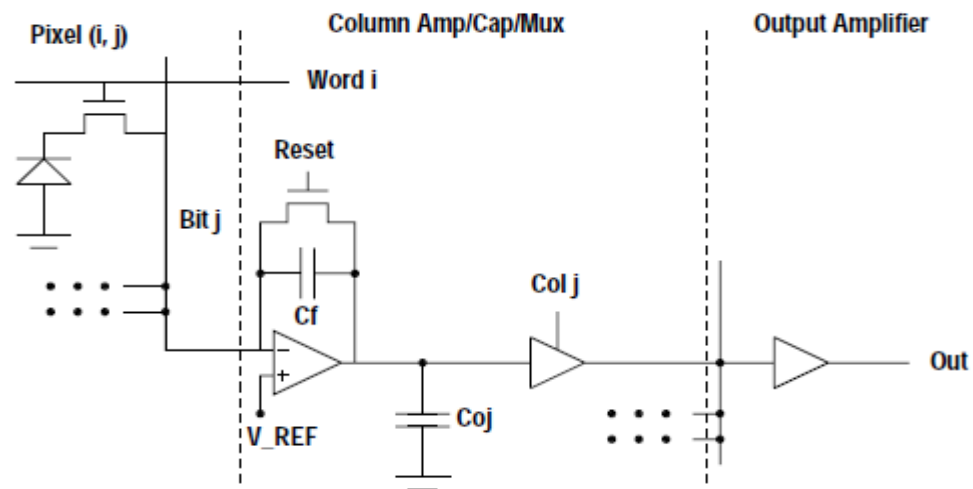 Pixel (i, j)
Column Amp/Cap/Mux
Output Amplifier
Word i
Reset
Bit j
Cf
Col j
−
+
Out
V_REF
Coj